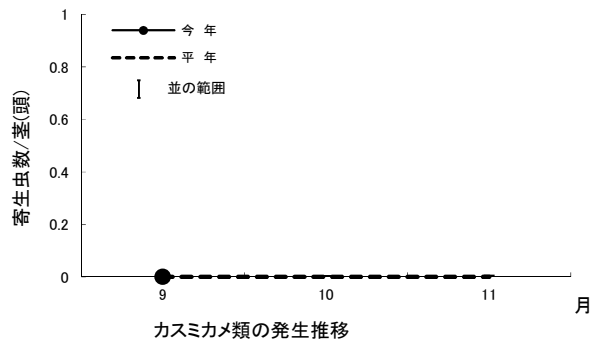 1
0.8
0.6
0.4
0.2
0
寄生虫数/茎(頭)
今 年
平 年
並の範囲
9 10 11
月
カスミカメ類の発生推移